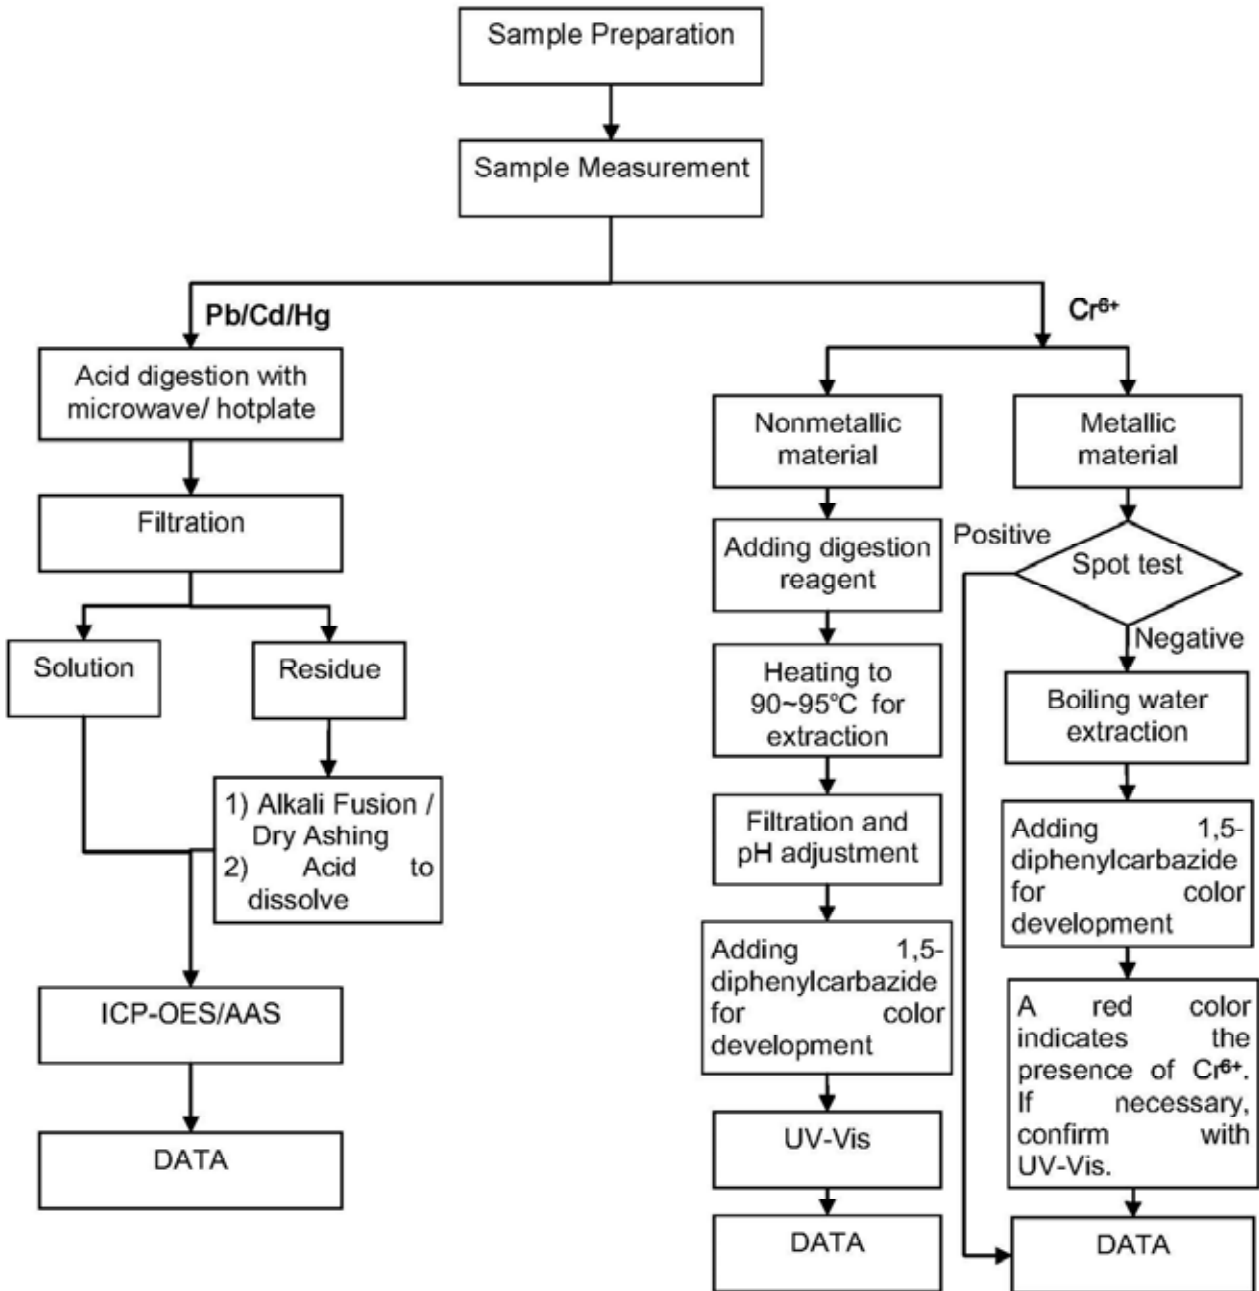 Sample Preparation
Sample Measurement
Pb/Cd/Hg
Acid digestion with
microwave/ hotplate
Filtration
Solution
Residue
1) Alkali Fusion /
Dry Ashing
2) Acid to
dissolve
ICP-OES/AAS
DATA
Cr⁶⁺
Nonmetallic
material
Adding digestion
reagent
Heating to
90~95℃ for
extraction
Filtration and
pH adjustment
Adding 1,5-
diphenylcarbazide
for color
development
UV-Vis
DATA
Metallic
material
Positive
Spot test
Negative
Boiling water
extraction
Adding 1,5-
diphenylcarbazide
for color
development
A red color
indicates the
presence of Cr⁶⁺.
If necessary,
confirm with
UV-Vis.
DATA